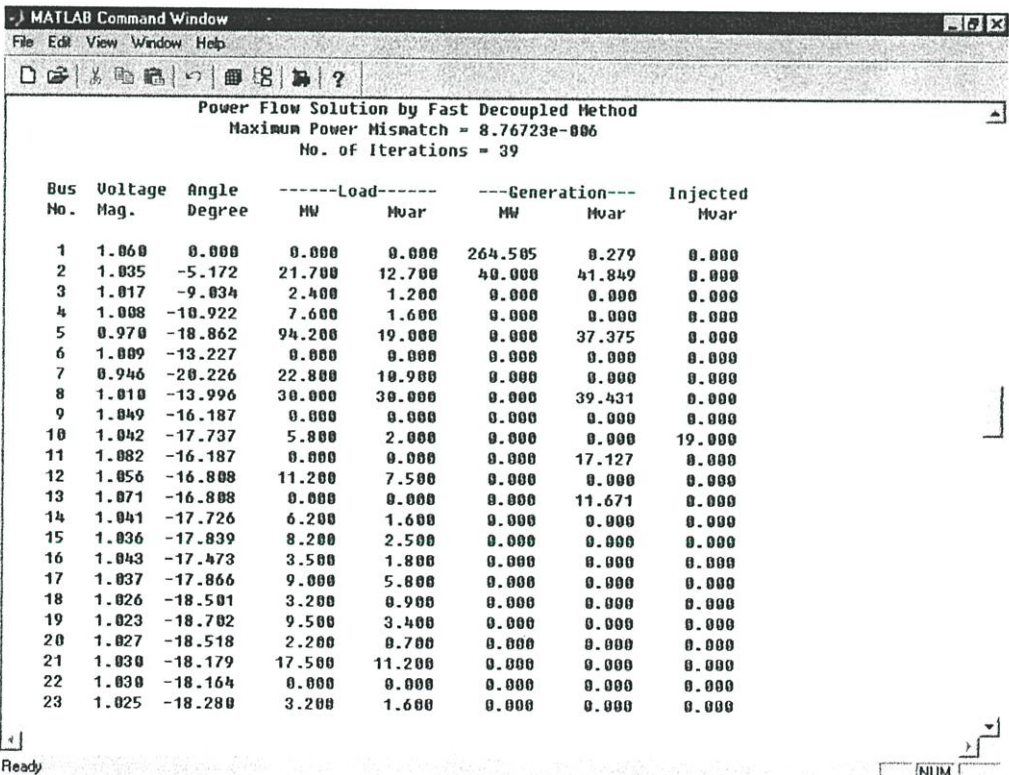 MATLAB Command Window
File Edit View Window Help
Power Flow Solution by Fast Decoupled Method
Maximum Power Mismatch = 8.76723e-006
No. of Iterations = 39
Bus Voltage Angle ------Load------ ---Generation--- Injected
No. Mag. Degree MW Mvar MW Mvar Mvar
1 1.060 0.000 0.000 0.000 264.505 0.279 0.000
2 1.035 -5.172 21.700 12.700 40.000 41.849 0.000
3 1.017 -9.034 2.400 1.200 0.000 0.000 0.000
4 1.008 -10.922 7.600 1.600 0.000 0.000 0.000
5 0.970 -18.862 94.200 19.000 0.000 37.375 0.000
6 1.009 -13.227 0.000 0.000 0.000 0.000 0.000
7 0.946 -20.226 22.800 10.900 0.000 0.000 0.000
8 1.010 -13.996 30.000 30.000 0.000 39.431 0.000
9 1.049 -16.187 0.000 0.000 0.000 0.000 0.000
10 1.042 -17.737 5.800 2.000 0.000 0.000 19.000
11 1.082 -16.187 0.000 0.000 0.000 17.127 0.000
12 1.056 -16.808 11.200 7.500 0.000 0.000 0.000
13 1.071 -16.808 0.000 0.000 0.000 11.671 0.000
14 1.041 -17.726 6.200 1.600 0.000 0.000 0.000
15 1.036 -17.839 8.200 2.500 0.000 0.000 0.000
16 1.043 -17.473 3.500 1.800 0.000 0.000 0.000
17 1.037 -17.866 9.000 5.800 0.000 0.000 0.000
18 1.026 -18.501 3.200 0.900 0.000 0.000 0.000
19 1.023 -18.702 9.500 3.400 0.000 0.000 0.000
20 1.027 -18.518 2.200 0.700 0.000 0.000 0.000
21 1.030 -18.179 17.500 11.200 0.000 0.000 0.000
22 1.030 -18.164 0.000 0.000 0.000 0.000 0.000
23 1.025 -18.280 3.200 1.600 0.000 0.000 0.000
Ready NUM